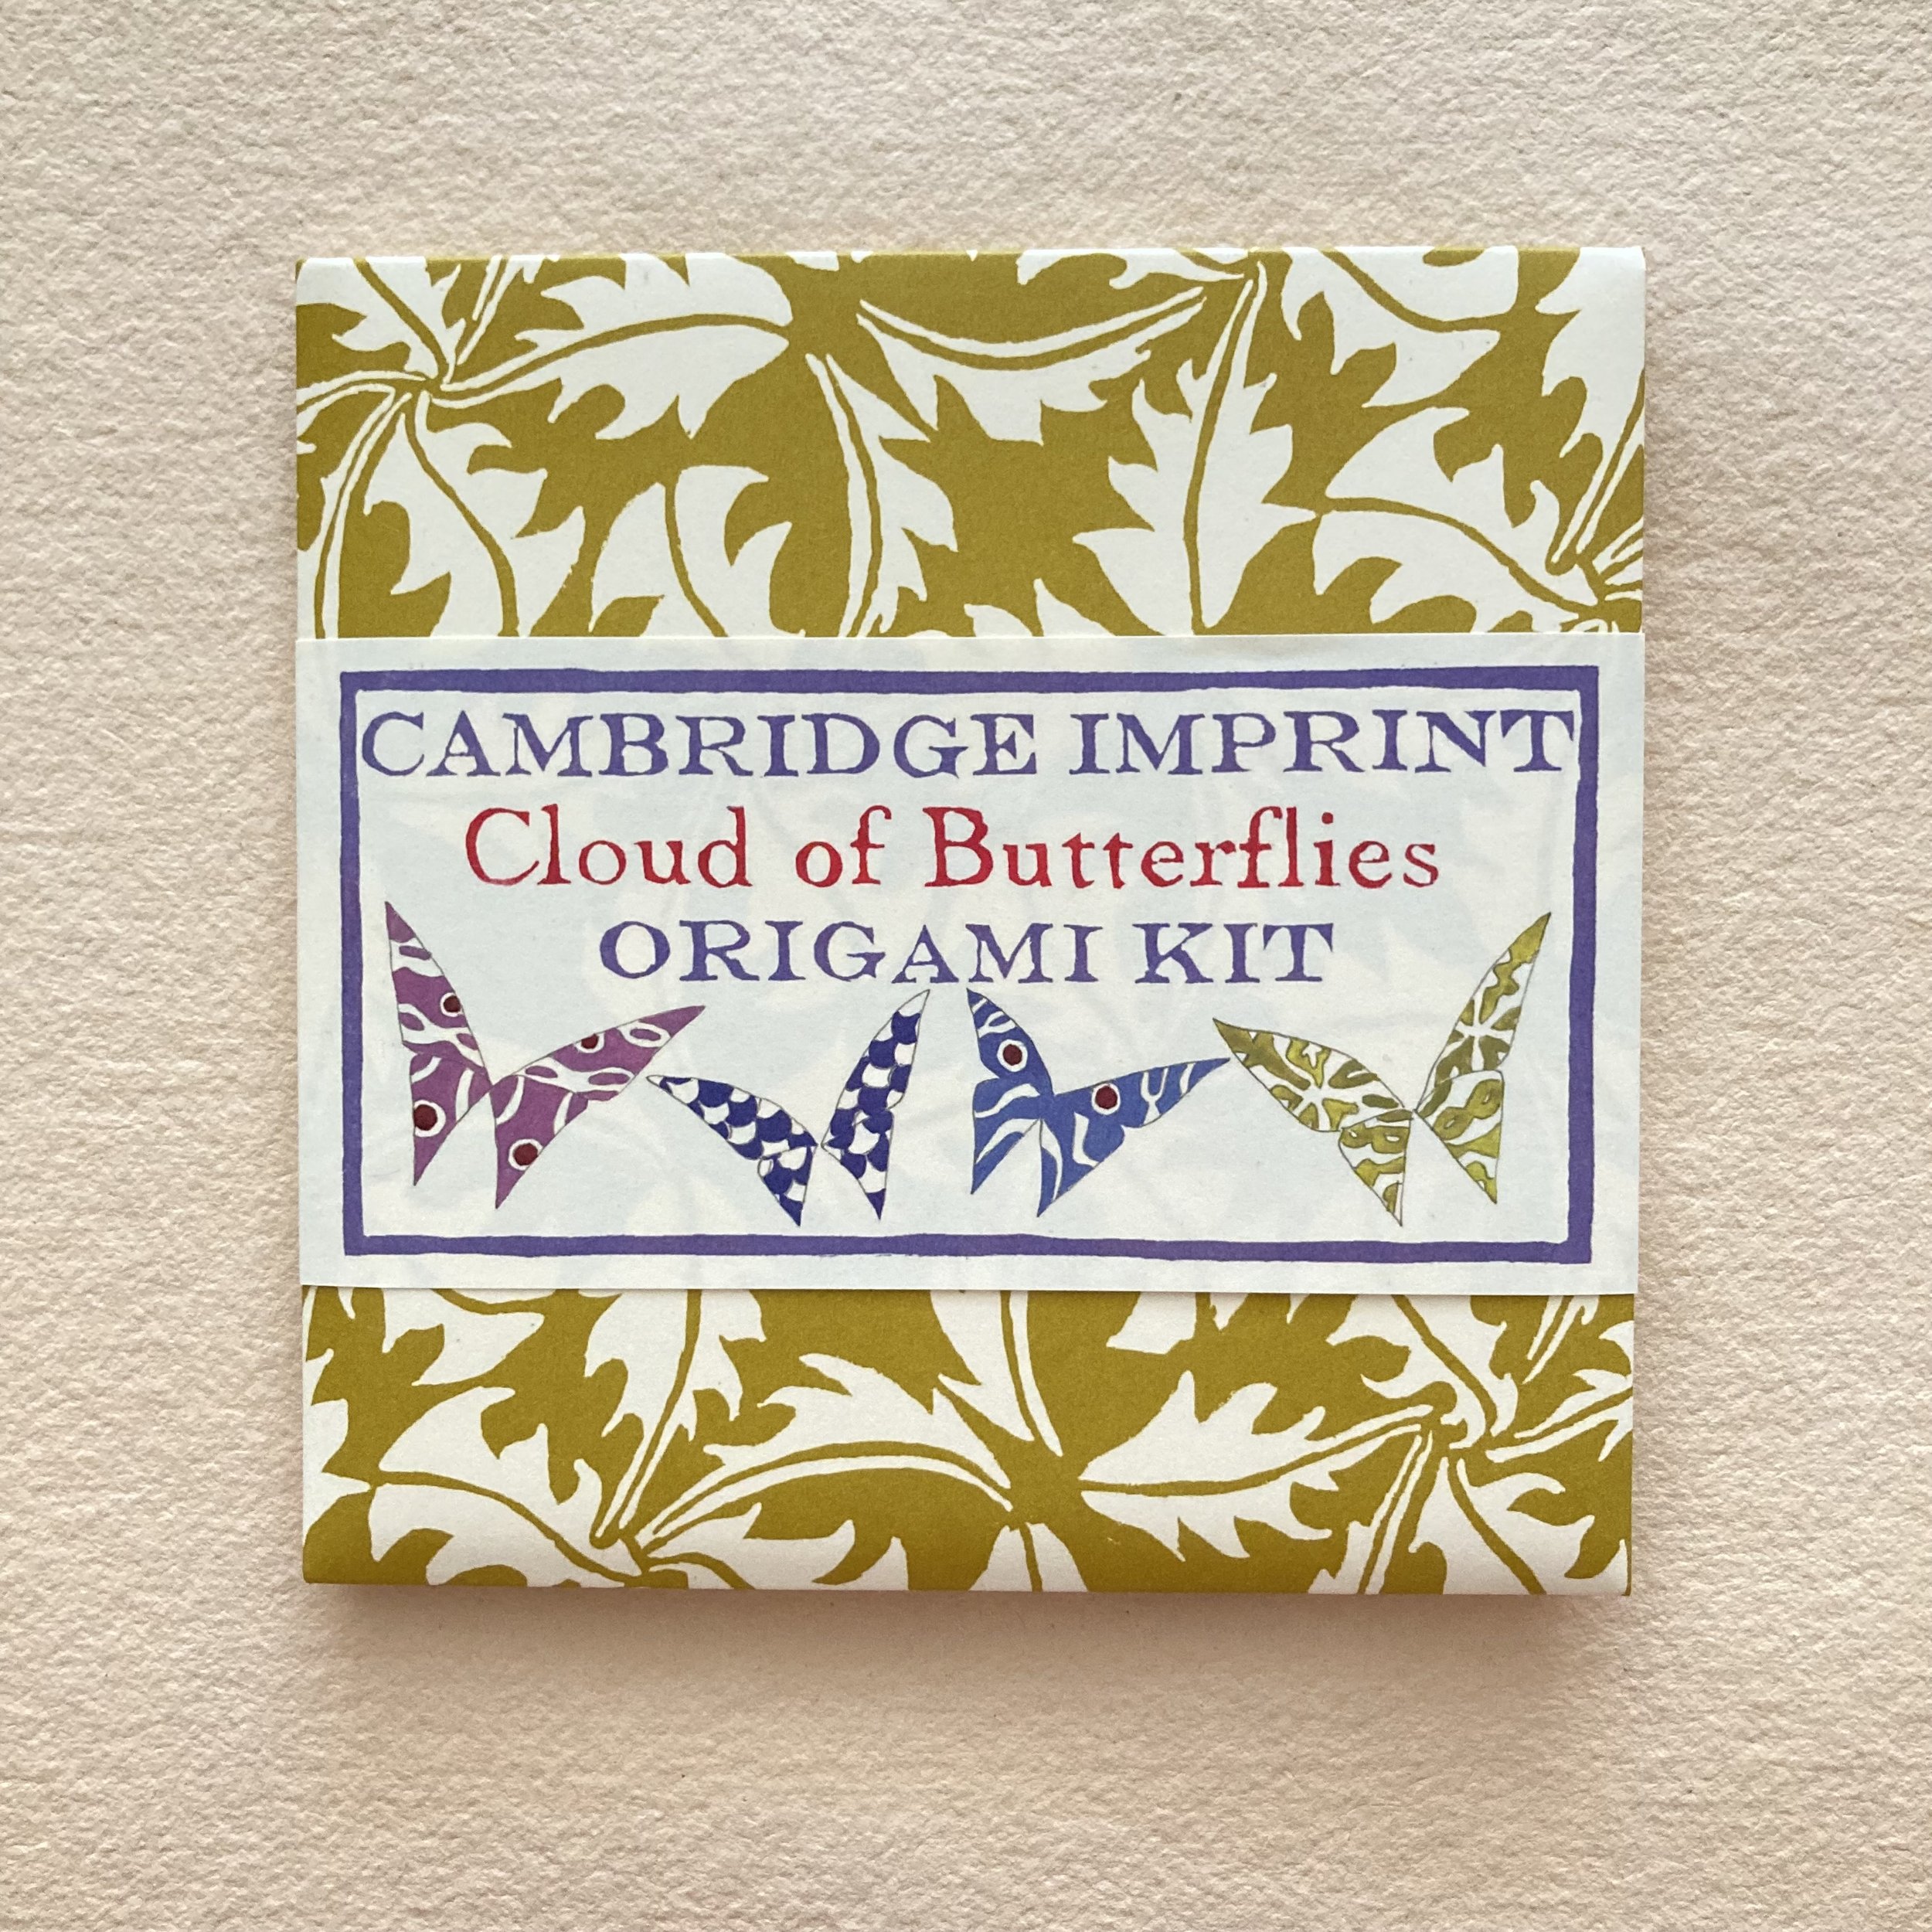 CAMBRIDGE IMPRINT
Cloud of Butterflies
ORIGAMI KIT